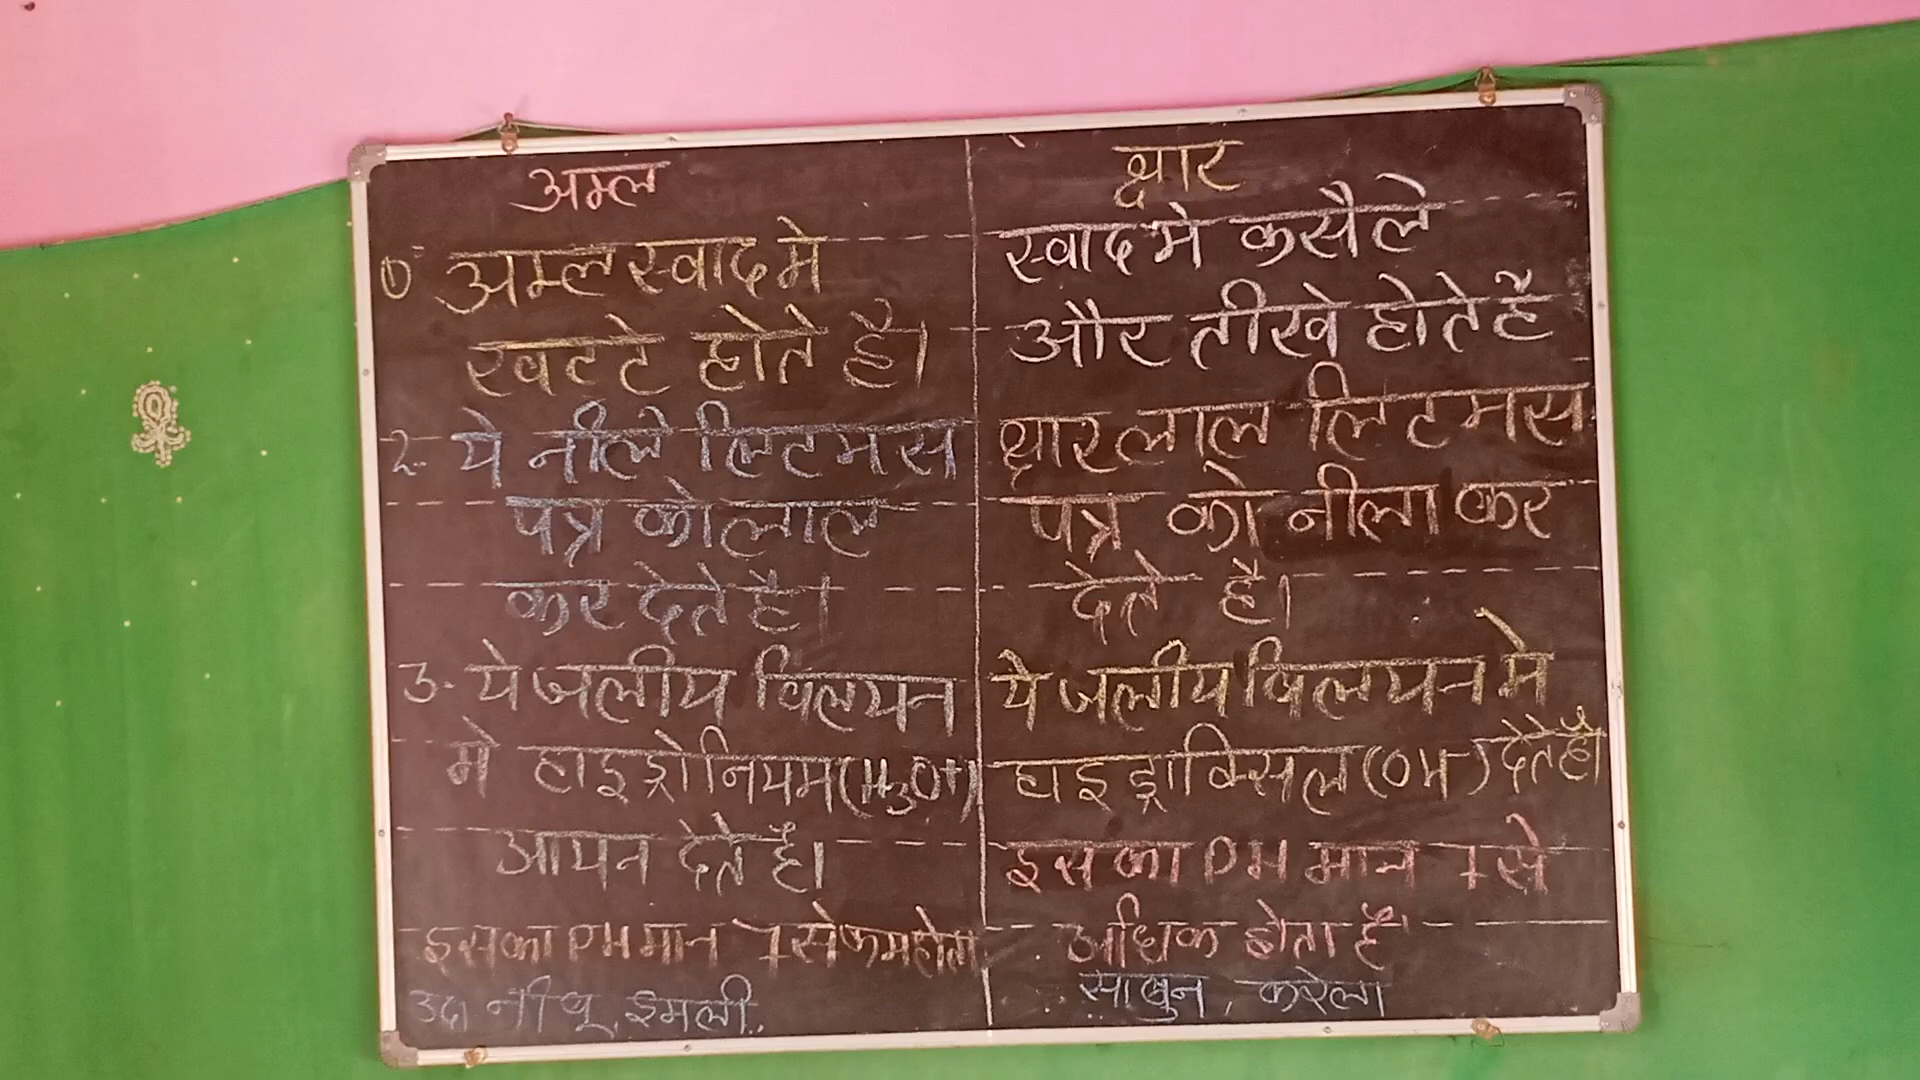 अम्ल
① अम्ल स्वाद मे
खटटे होते है।
2- ये नीले लिटमस
पत्र को लाल
कर देते है।
3- ये जलीय विलयन
मे हाइड्रोनियम (H3O+)
आयन देते है।
इसका PH मान 7 से कम होता
उदा नीबू, इमली.
क्षार
स्वाद मे कसैले
और तीखे होते है
क्षार लाल लिटमस
पत्र को नीला कर
देते है।
ये जलीय विलयन मे
हाइड्राक्सिल (OH-) देते है।
इसका PH मान 7 से
अधिक होता है
साबुन, करेला